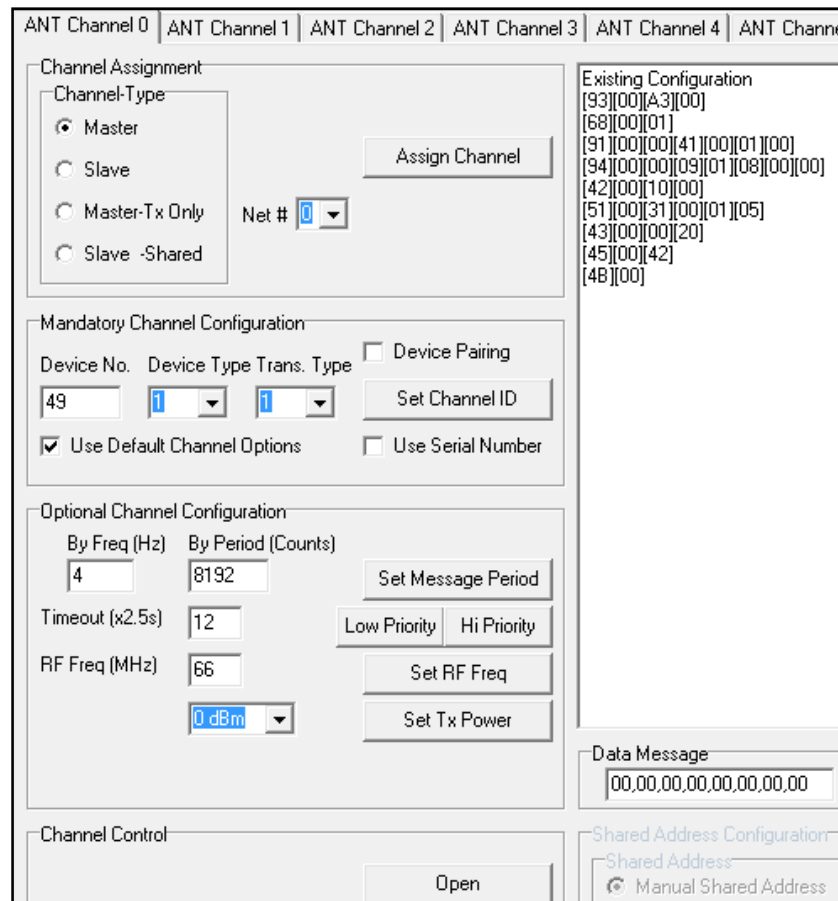 ANT Channel 0 ANT Channel 1 ANT Channel 2 ANT Channel 3 ANT Channel 4 ANT
Channel Assignment
Channel-Type
Master
Slave
Master-Tx Only
Slave -Shared
Net # 0
Assign Channel
Mandatory Channel Configuration
Device No. Device Type Trans. Type
Device Pairing
49 1 1
Set Channel ID
Use Default Channel Options
Use Serial Number
Optional Channel Configuration
By Freq (Hz) By Period (Counts)
4 8192
Set Message Period
Timeout (x2.5s) 12
Low Priority Hi Priority
RF Freq (MHz) 66
Set RF Freq
0 dBm
Set Tx Power
Channel Control
Open
Existing Configuration
[93][00][A3][00]
[68][00][01]
[91][00][00][41][00][01][00]
[94][00][00][09][01][08][00][00]
[42][00][10][00]
[51][00][31][00][01][05]
[43][00][00][20]
[45][00][42]
[4B][00]
Data Message
00,00,00,00,00,00,00,00
Shared Address Configuration
Shared Address
Manual Shared Address